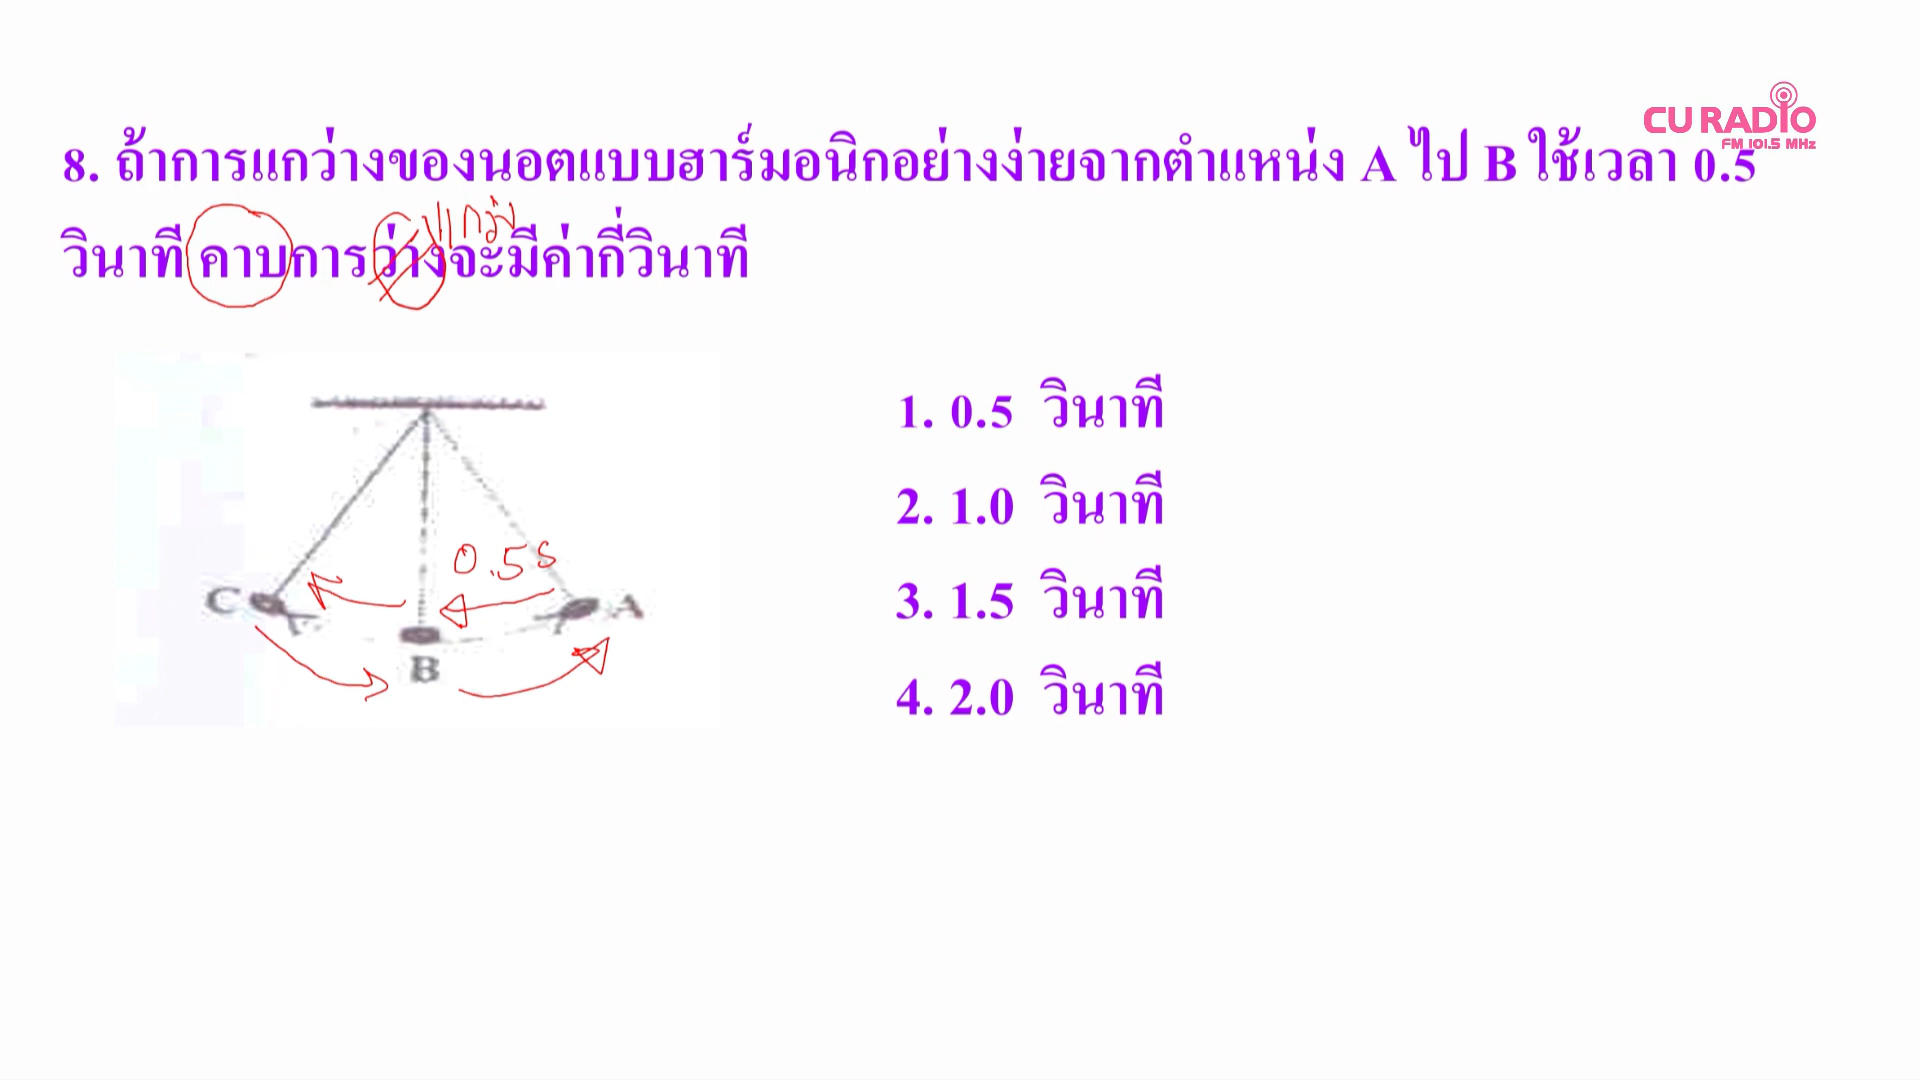 CU RADIO
FM 101.5 MHz
8. ถ้าการแกว่างของนอตแบบฮาร์มอนิกอย่างง่ายจากตำแหน่ง A ไป B ใช้เวลา 0.5
แกว่ง
วินาที คาบการว่างจะมีค่ากี่วินาที
1. 0.5 วินาที
2. 1.0 วินาที
3. 1.5 วินาที
4. 2.0 วินาที
0.5 s
C
A
B